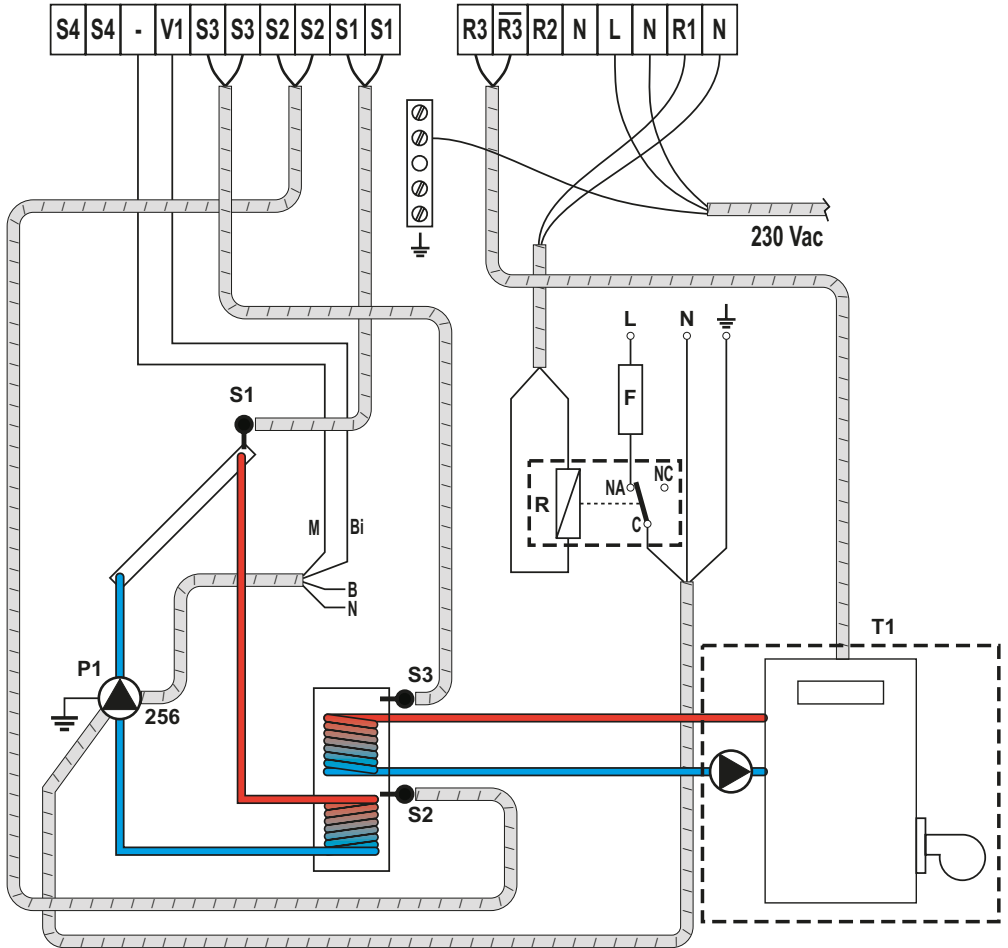 S4 S4 - V1 S3 S3 S2 S2 S1 S1
R3 R̅3̅ R2 N L N R1 N
230 Vac
L N
S1
F
NA
NC
R
C
M Bi
B
N
T1
P1
S3
256
S2